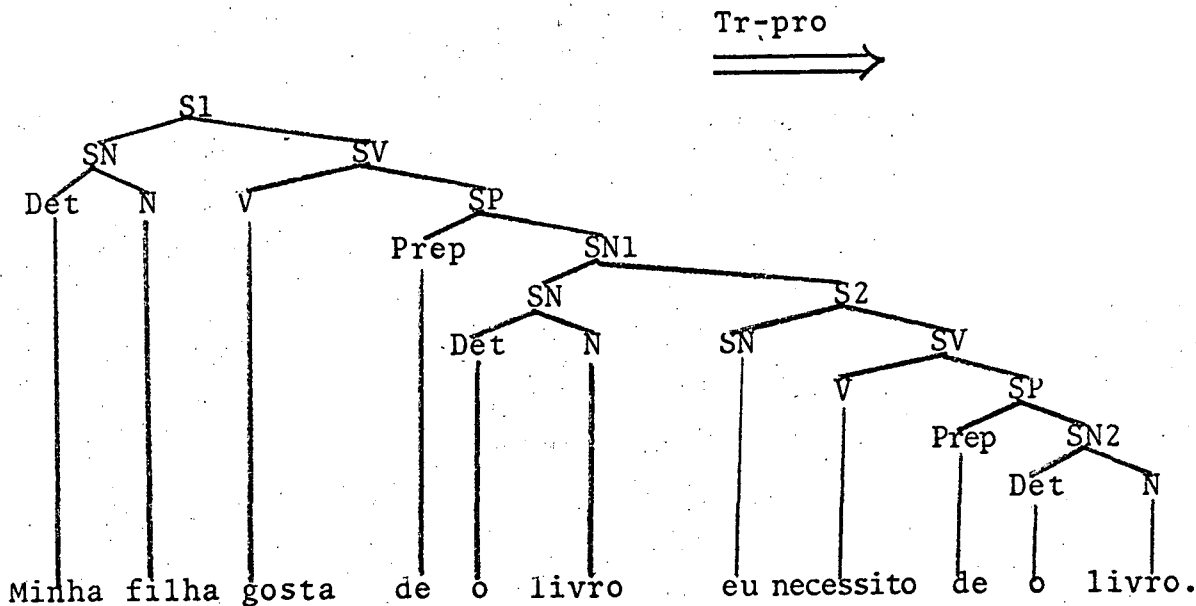 Tr-pro
S1
SN SV
Det N V SP
Prep SN1
SN S2
Det N SN SV
V SP
Prep SN2
Det N
Minha filha gosta de o livro eu necessito de o livro.